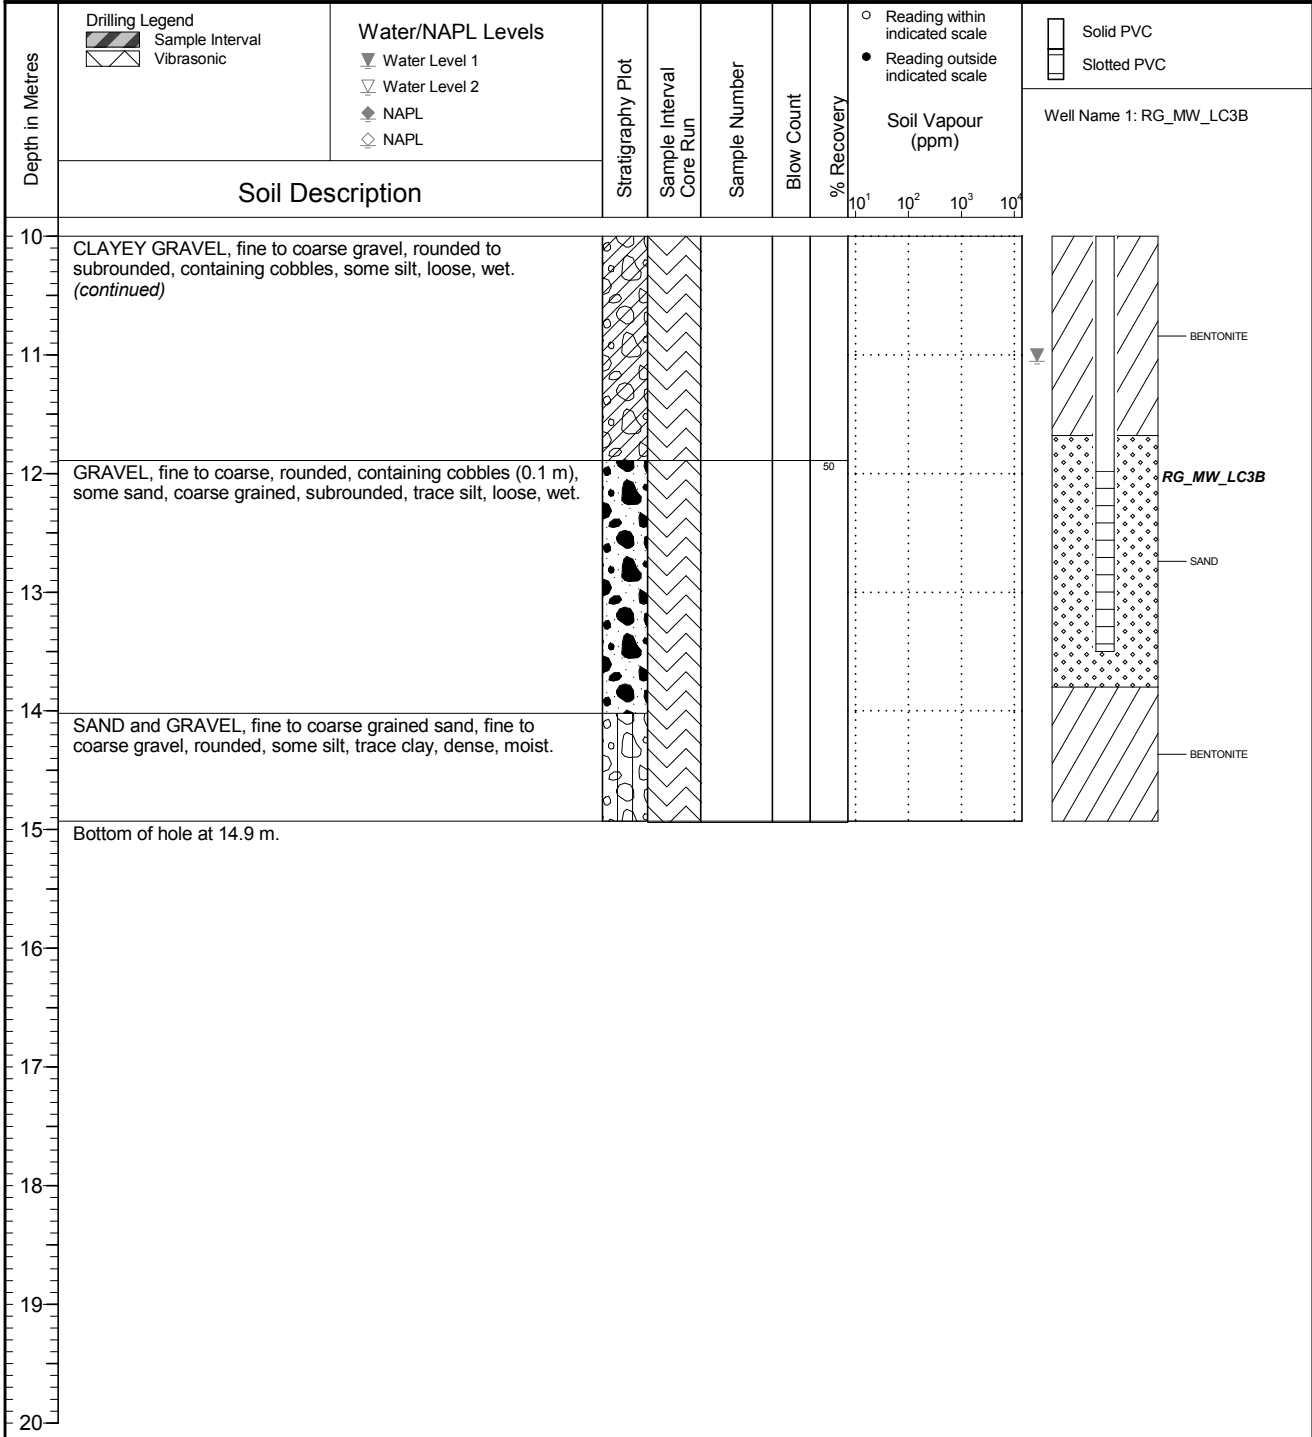 Depth in Metres
Drilling Legend
Sample Interval
Vibrasonic
Water/NAPL Levels
Water Level 1
Water Level 2
NAPL
NAPL
Soil Description
Stratigraphy Plot
Sample Interval
Core Run
Sample Number
Blow Count
% Recovery
Reading within
indicated scale
Reading outside
indicated scale
Soil Vapour
(ppm)
10¹ 10² 10³ 10⁴
Solid PVC
Slotted PVC
Well Name 1: RG_MW_LC3B
10
CLAYEY GRAVEL, fine to coarse gravel, rounded to
subrounded, containing cobbles, some silt, loose, wet.
(continued)
BENTONITE
11
50
12
GRAVEL, fine to coarse, rounded, containing cobbles (0.1 m),
some sand, coarse grained, subrounded, trace silt, loose, wet.
RG_MW_LC3B
SAND
13
14
SAND and GRAVEL, fine to coarse grained sand, fine to
coarse gravel, rounded, some silt, trace clay, dense, moist.
BENTONITE
15
Bottom of hole at 14.9 m.
16
17
18
19
20